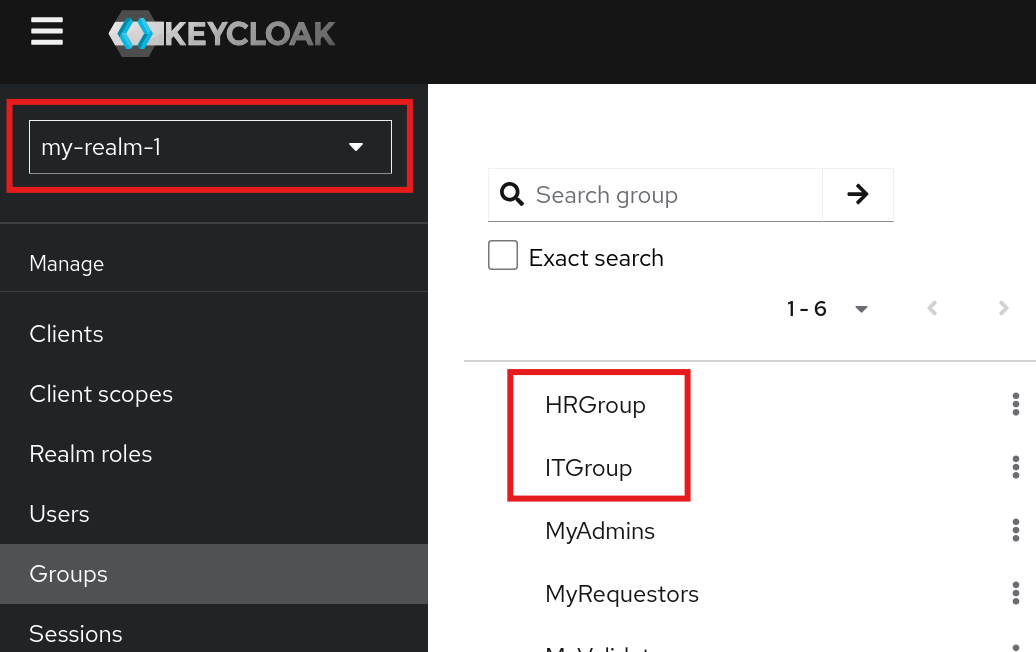 KEYCLOAK
my-realm-1
Manage
Clients
Client scopes
Realm roles
Users
Groups
Sessions
Search group
Exact search
1 - 6
HRGroup
ITGroup
MyAdmins
MyRequestors